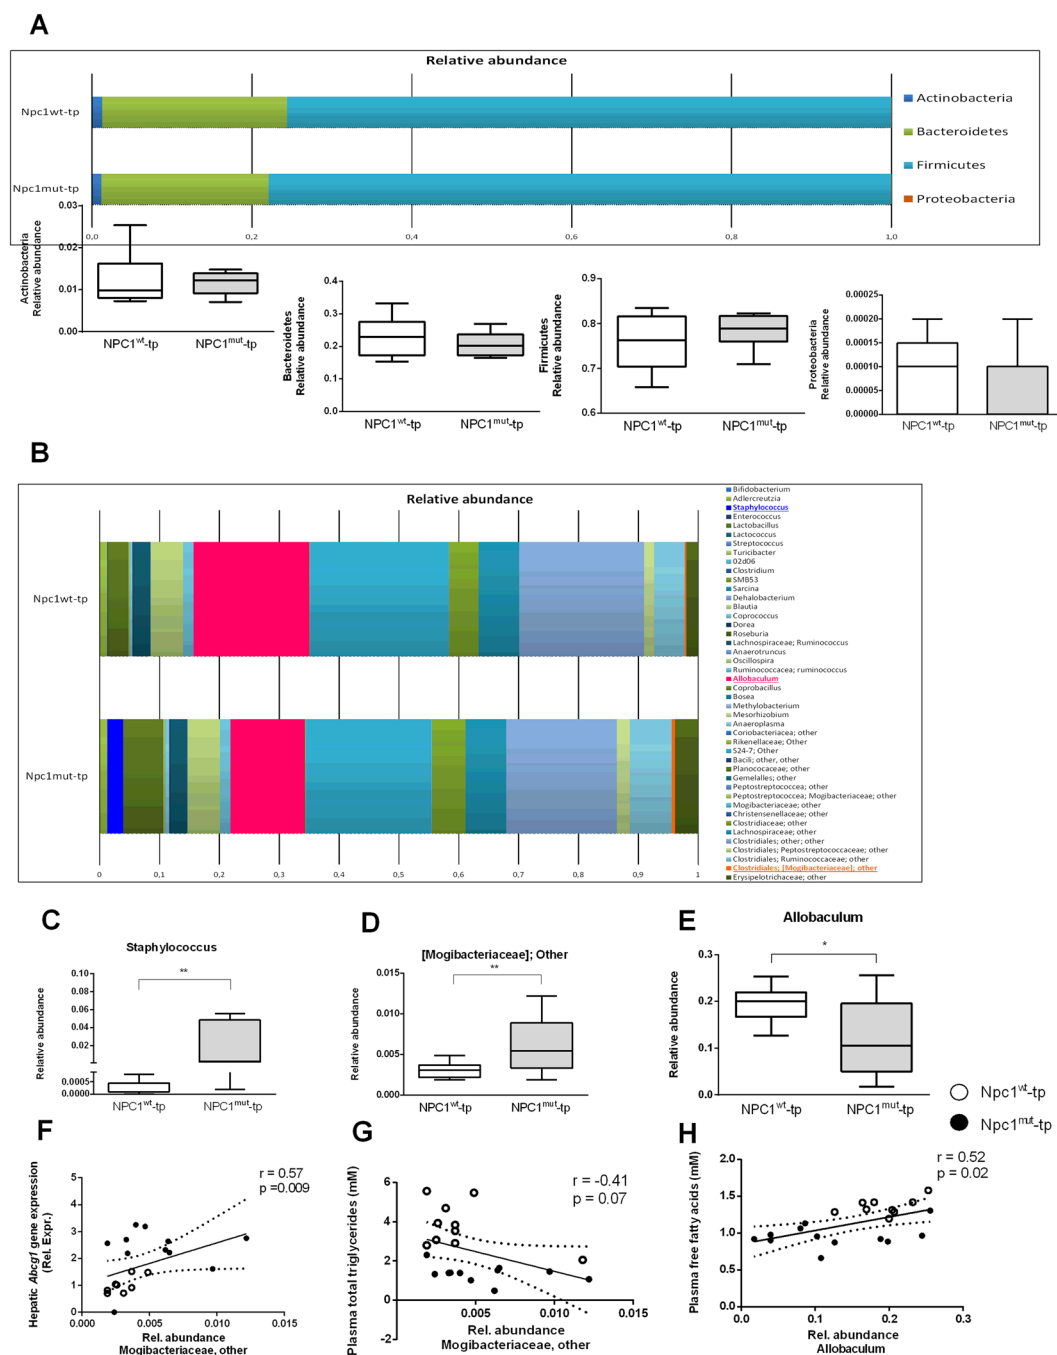 A
Relative abundance
Npc1wt-tp
Npc1mut-tp
0,0 0,2 0,4 0,6 0,8 1,0
Actinobacteria
Bacteroidetes
Firmicutes
Proteobacteria
Actinobacteria
Relative abundance
0.03
0.02
0.01
0.00
NPC1wt-tp NPC1mut-tp
Bacteroidetes
Relative abundance
0.4
0.3
0.2
0.1
0.0
NPC1wt-tp NPC1mut-tp
Firmicutes
Relative abundance
0.9
0.8
0.7
0.6
NPC1wt-tp NPC1mut-tp
Proteobacteria
Relative abundance
0.00025
0.00020
0.00015
0.00010
0.00005
0.00000
NPC1wt-tp NPC1mut-tp
B
Relative abundance
Npc1wt-tp
Npc1mut-tp
0 0,1 0,2 0,3 0,4 0,5 0,6 0,7 0,8 0,9 1
Bifidobacterium
Adlercreutzia
Staphylococcus
Enterococcus
Lactobacillus
Lactococcus
Streptococcus
Turicibacter
02d06
Clostridium
SMB53
Sarcina
Dehalobacterium
Blautia
Coprococcus
Dorea
Roseburia
Lachnospiraceae; Ruminococcus
Anaerotruncus
Oscillospira
Ruminococcacea; ruminococcus
Allobaculum
Coprobacillus
Bosea
Methylobacterium
Mesorhizobium
Anaeroplasma
Coriobacteriacea; other
Rikenellaceae; Other
S24-7; Other
Bacili; other, other
Planococaceae; other
Gemelalles; other
Peptostreptococcea; other
Peptostreptococcea; Mogibacteriaceae; other
Mogibacteriaceae; other
Christensenellaceae; other
Clostridiaceae; other
Lachnospiraceae; other
Clostridiales; other; other
Clostridiales; Peptostreptococcaceae; other
Clostridiales; Ruminococcaceae; other
Clostridiales; [Mogibacteriaceae]; other
Erysipelotrichaceae; other
C
Staphylococcus
**
Relative abundance
0.10
0.08
0.06
0.04
0.02
0.0005
0.0000
NPC1wt-tp NPC1mut-tp
D
[Mogibacteriaceae]; Other
**
Relative abundance
0.015
0.010
0.005
0.000
NPC1wt-tp NPC1mut-tp
E
Allobaculum
*
Relative abundance
0.3
0.2
0.1
0.0
NPC1wt-tp NPC1mut-tp
Npc1wt-tp
Npc1mut-tp
F
r = 0.57
p =0.009
Hepatic Abcg1 gene expression
(Rel. Expr.)
5
4
3
2
1
0
0.000 0.005 0.010 0.015
Rel. abundance
Mogibacteriaceae, other
G
r = -0.41
p = 0.07
Plasma total triglycerides (mM)
6
4
2
0
-2
0.005 0.010 0.015
Rel. abundance
Mogibacteriaceae, other
H
r = 0.52
p = 0.02
Plasma free fatty acids (mM)
2.0
1.5
1.0
0.5
0.0
0.0 0.1 0.2 0.3
Rel. abundance
Allobaculum